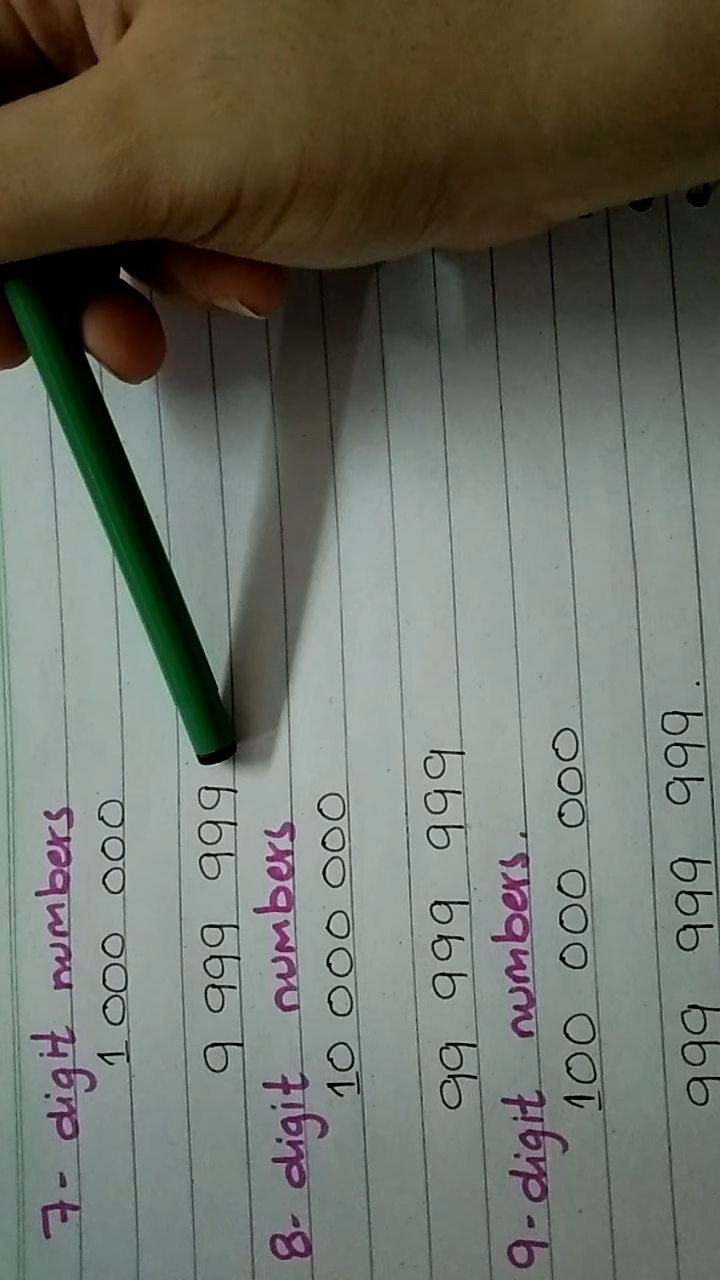 7- digit numbers
1 000 000
9 999 999
8- digit numbers
10 000 000
99 999 999
9-digit numbers.
100 000 000
999 999 999.